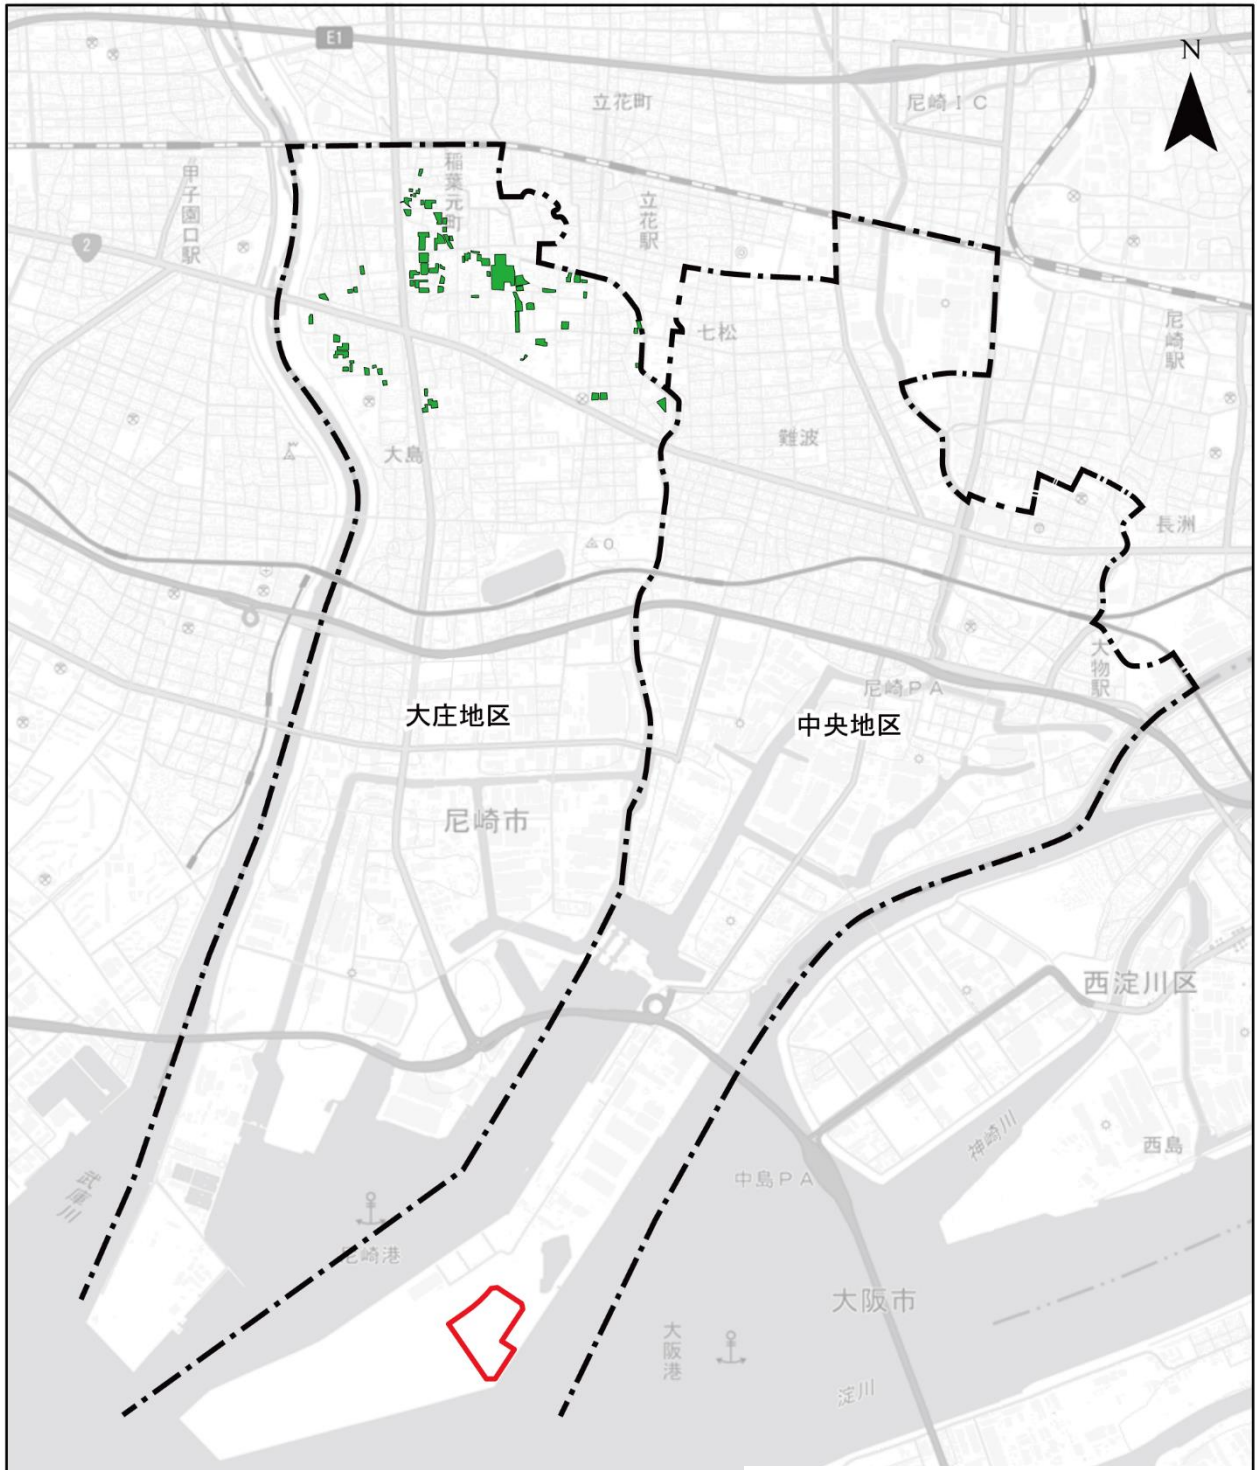 E1
N
立花町
尼崎IC
甲子園口駅
稲葉元町
立花駅
2
七松
尼崎駅
難波
大島
長洲
大物駅
尼崎PA
大庄地区
中央地区
尼崎市
西淀川区
神崎川
西島
武庫川
中島PA
尼崎港
大阪市
大阪港
淀川